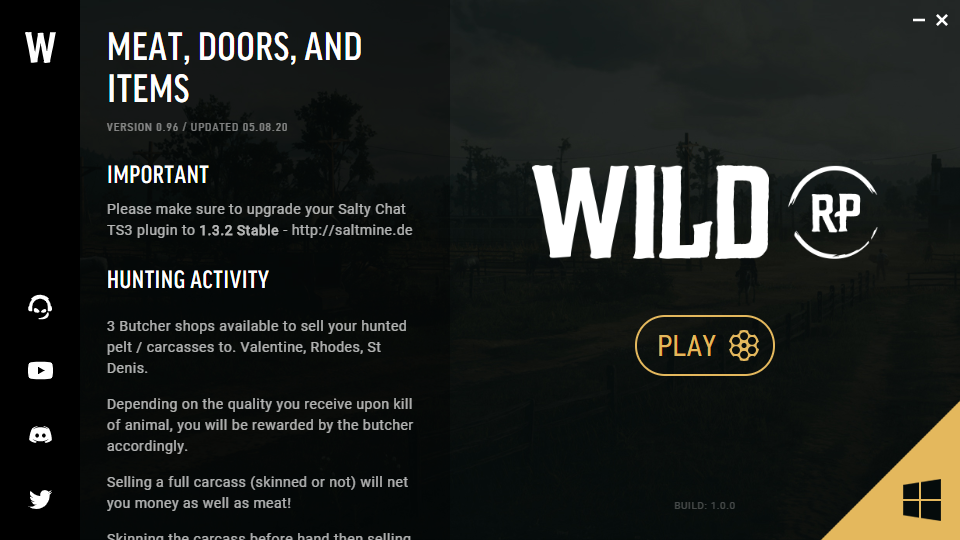 W
MEAT, DOORS, AND
ITEMS
VERSION 0.96 / UPDATED 05.08.20
IMPORTANT
Please make sure to upgrade your Salty Chat
TS3 plugin to 1.3.2 Stable - http://saltmine.de
HUNTING ACTIVITY
3 Butcher shops available to sell your hunted
pelt / carcasses to. Valentine, Rhodes, St
Denis.
Depending on the quality you receive upon kill
of animal, you will be rewarded by the butcher
accordingly.
Selling a full carcass (skinned or not) will net
you money as well as meat!
Skinning the carcass before hand then selling
WILD RP
PLAY
BUILD: 1.0.0